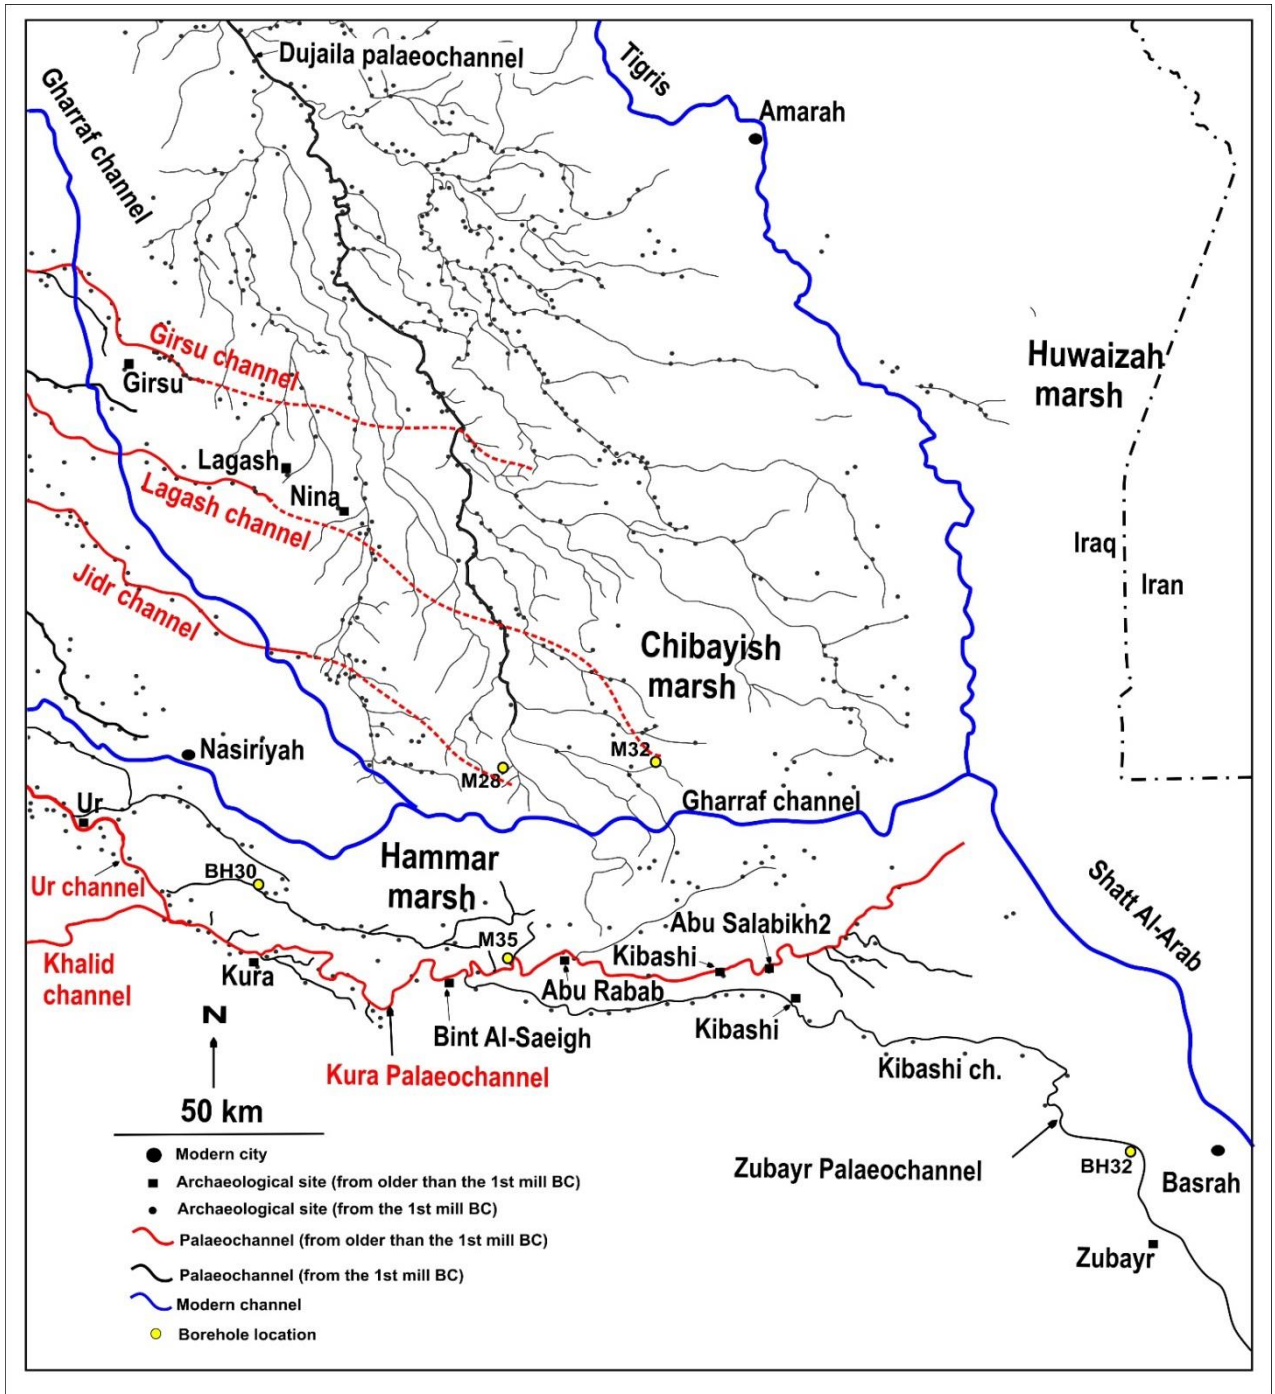 Dujaila palaeochannel
Tigris
Amarah
Gharraf channel
Huwaizah
marsh
Girsu channel
Girsu
Lagash
Nina
Lagash channel
Iraq
Iran
Jidr channel
Chibayish
marsh
Nasiriyah
M32
M28
Gharraf channel
Ur
Hammar
marsh
BH30
Ur channel
Shatt Al-Arab
Abu Salabikh2
M35
Kibashi
Khalid
channel
Kura
Abu Rabab
N
Bint Al-Saeigh
Kibashi
Kura Palaeochannel
Kibashi ch.
50 km
Zubayr Palaeochannel
BH32
Basrah
Zubayr
Modern city
Archaeological site (from older than the 1st mill BC)
Archaeological site (from the 1st mill BC)
Palaeochannel (from older than the 1st mill BC)
Palaeochannel (from the 1st mill BC)
Modern channel
Borehole location